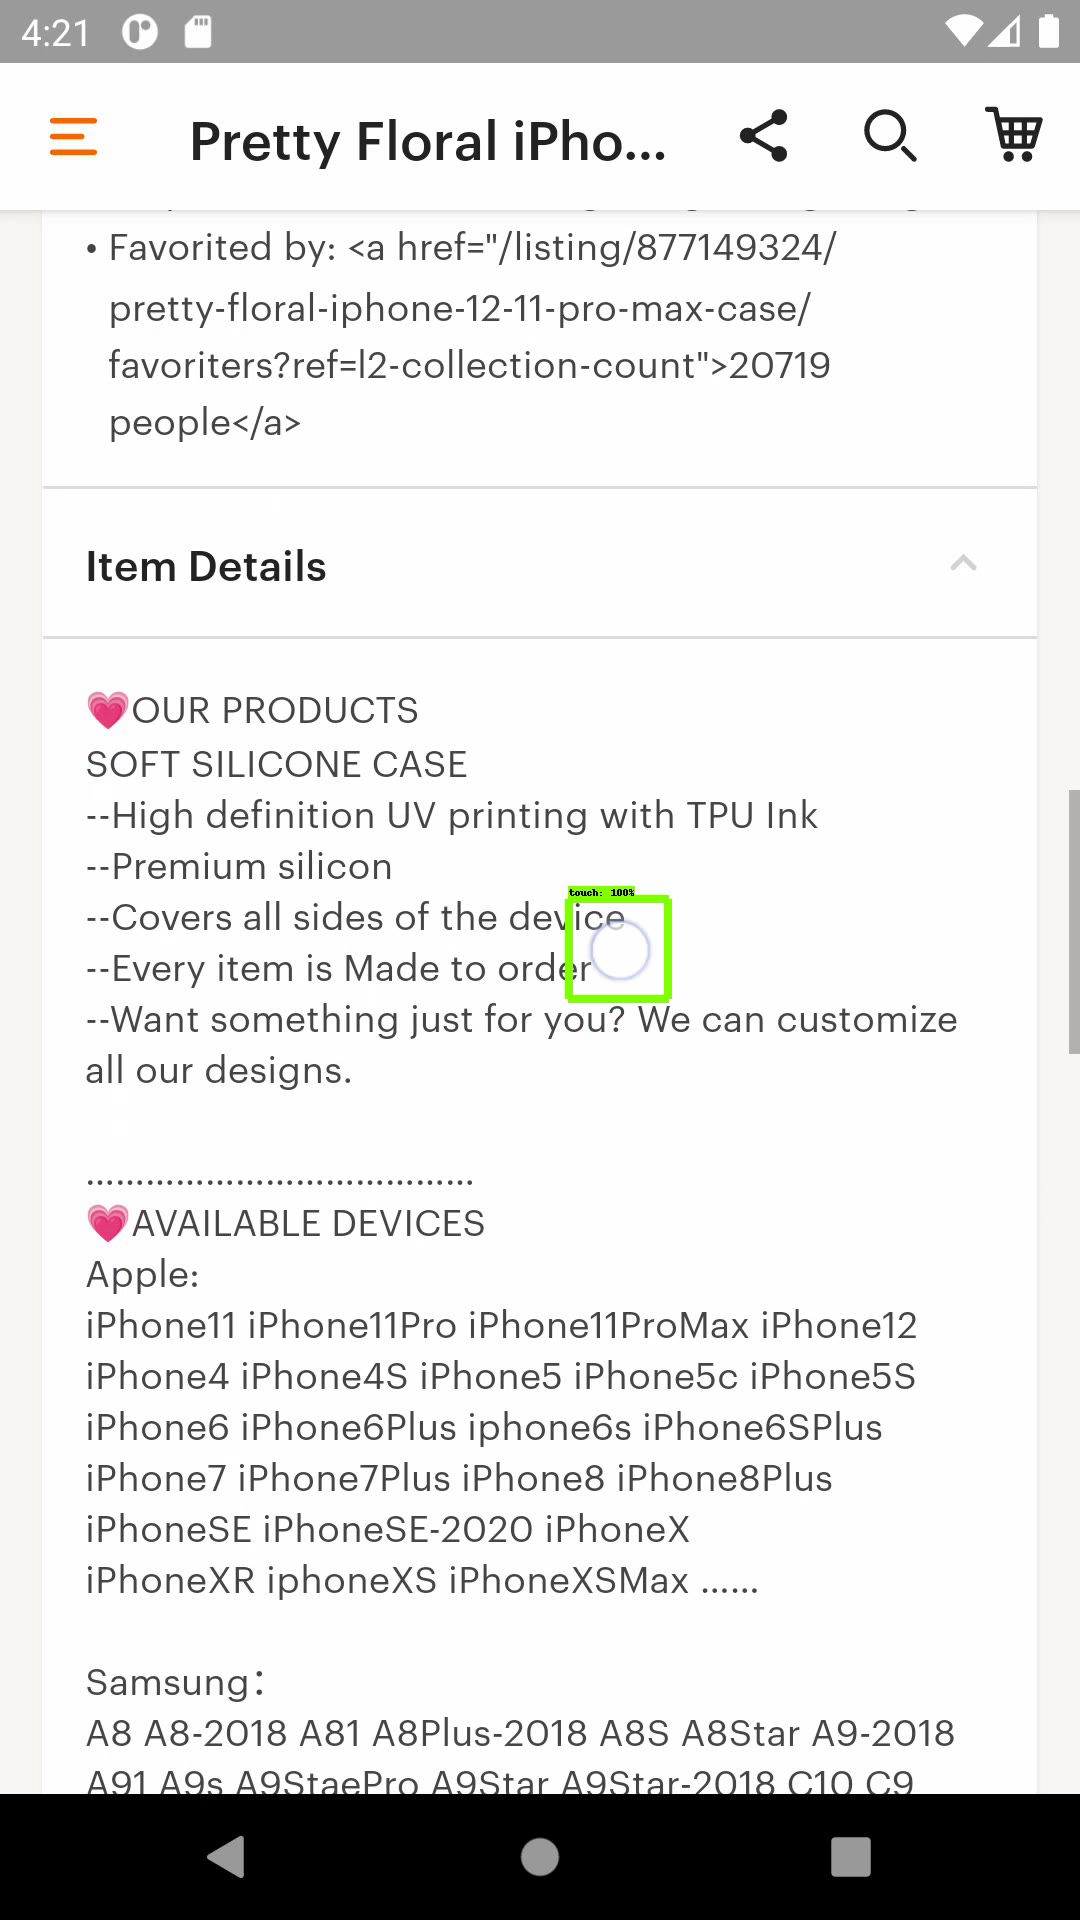 4:21
Pretty Floral iPho...
• Favorited by: <a href="/listing/877149324/
pretty-floral-iphone-12-11-pro-max-case/
favoriters?ref=l2-collection-count">20719
people</a>
Item Details
💗OUR PRODUCTS
SOFT SILICONE CASE
--High definition UV printing with TPU Ink
--Premium silicon
touch: 100%
--Covers all sides of the device
--Every item is Made to order
--Want something just for you? We can customize
all our designs.
.......................................
💗AVAILABLE DEVICES
Apple:
iPhone11 iPhone11Pro iPhone11ProMax iPhone12
iPhone4 iPhone4S iPhone5 iPhone5c iPhone5S
iPhone6 iPhone6Plus iphone6s iPhone6SPlus
iPhone7 iPhone7Plus iPhone8 iPhone8Plus
iPhoneSE iPhoneSE-2020 iPhoneX
iPhoneXR iphoneXS iPhoneXSMax ......
Samsung：
A8 A8-2018 A81 A8Plus-2018 A8S A8Star A9-2018
A91 A9s A9StaePro A9Star A9Star-2018 C10 C9